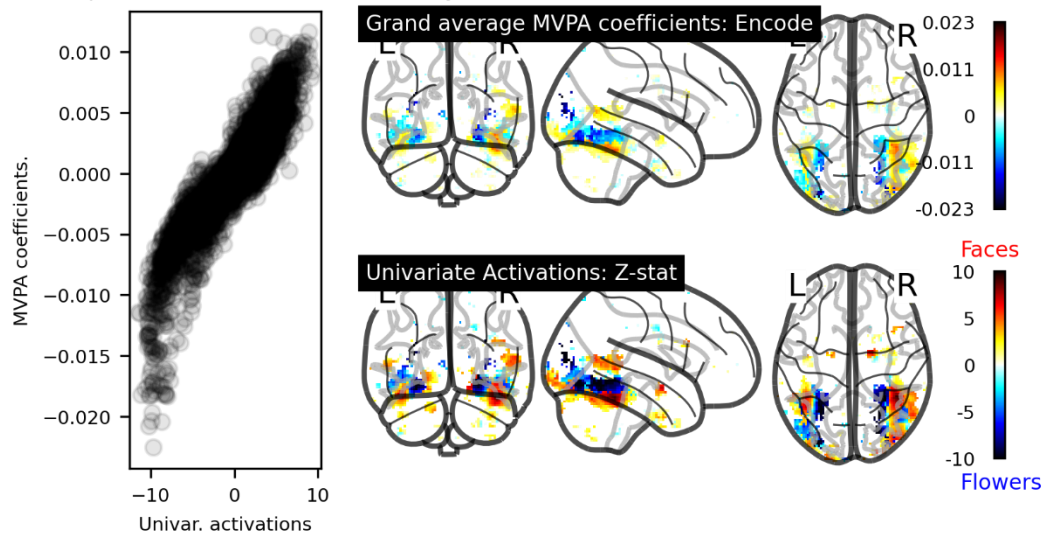 Grand average MVPA coefficients: Encode
L R
L R
0.023
0.011
0
-0.011
-0.023
0.010
0.005
0.000
−0.005
−0.010
−0.015
−0.020
MVPA coefficients.
−10 0 10
Univar. activations
Univariate Activations: Z-stat
L R
L R
Faces
10
5
0
-5
-10
Flowers